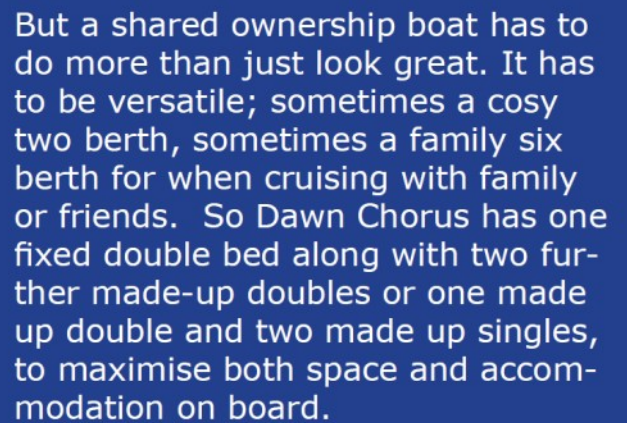 But a shared ownership boat has to
do more than just look great. It has
to be versatile; sometimes a cosy
two berth, sometimes a family six
berth for when cruising with family
or friends.  So Dawn Chorus has one
fixed double bed along with two fur-
ther made-up doubles or one made
up double and two made up singles,
to maximise both space and accom-
modation on board.